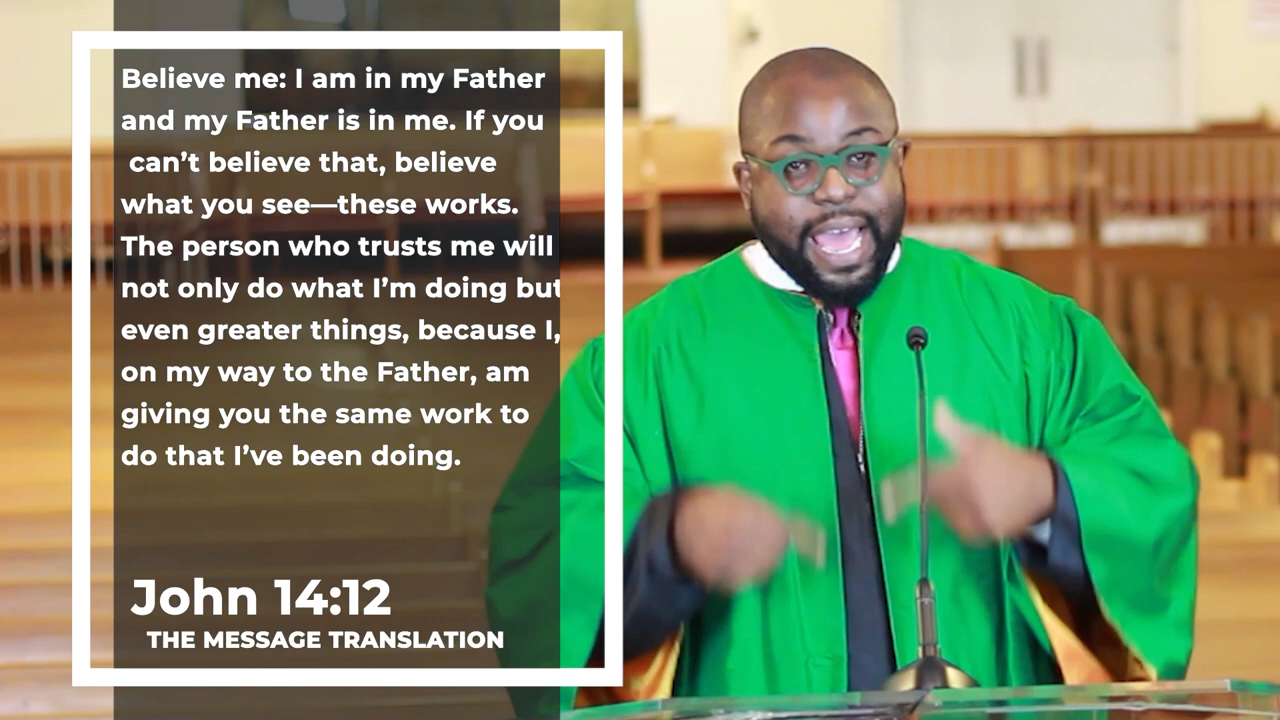 Believe me: I am in my Father
and my Father is in me. If you
can’t believe that, believe
what you see—these works.
The person who trusts me will
not only do what I’m doing but
even greater things, because I,
on my way to the Father, am
giving you the same work to
do that I’ve been doing.
John 14:12
THE MESSAGE TRANSLATION